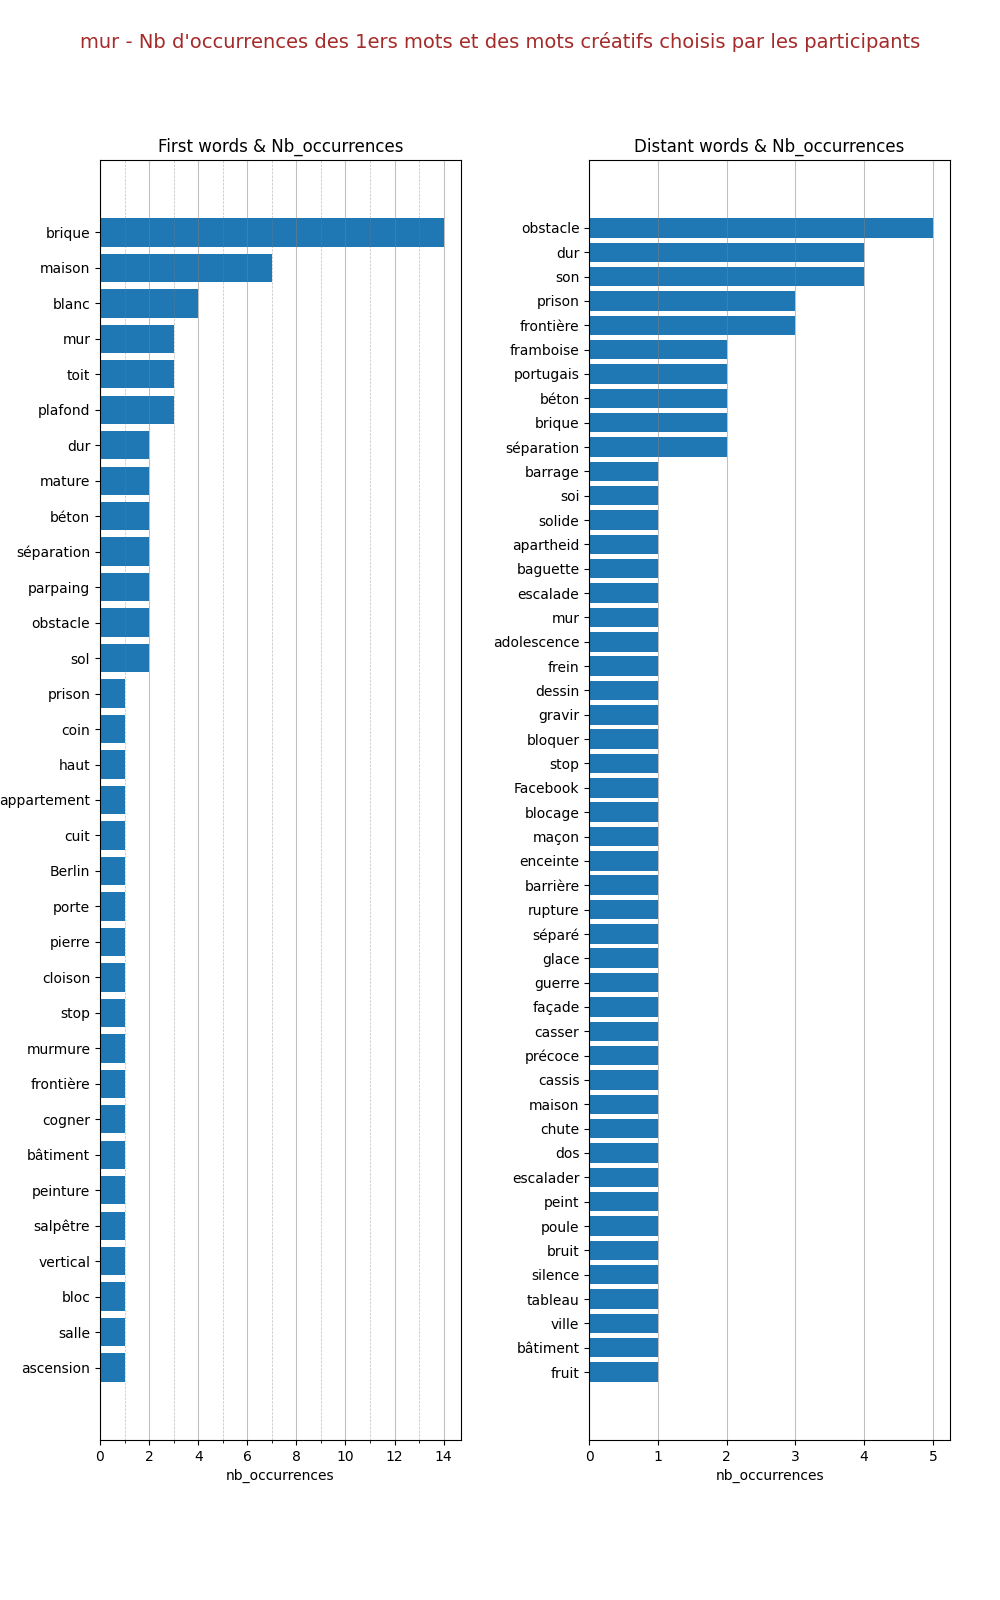 mur - Nb d'occurrences des 1ers mots et des mots créatifs choisis par les participants
First words & Nb_occurrences
brique
maison
blanc
mur
toit
plafond
dur
mature
béton
séparation
parpaing
obstacle
sol
prison
coin
haut
appartement
cuit
Berlin
porte
pierre
cloison
stop
murmure
frontière
cogner
bâtiment
peinture
salpêtre
vertical
bloc
salle
ascension
0 2 4 6 8 10 12 14
nb_occurrences
Distant words & Nb_occurrences
obstacle
dur
son
prison
frontière
framboise
portugais
béton
brique
séparation
barrage
soi
solide
apartheid
baguette
escalade
mur
adolescence
frein
dessin
gravir
bloquer
stop
Facebook
blocage
maçon
enceinte
barrière
rupture
séparé
glace
guerre
façade
casser
précoce
cassis
maison
chute
dos
escalader
peint
poule
bruit
silence
tableau
ville
bâtiment
fruit
0 1 2 3 4 5
nb_occurrences